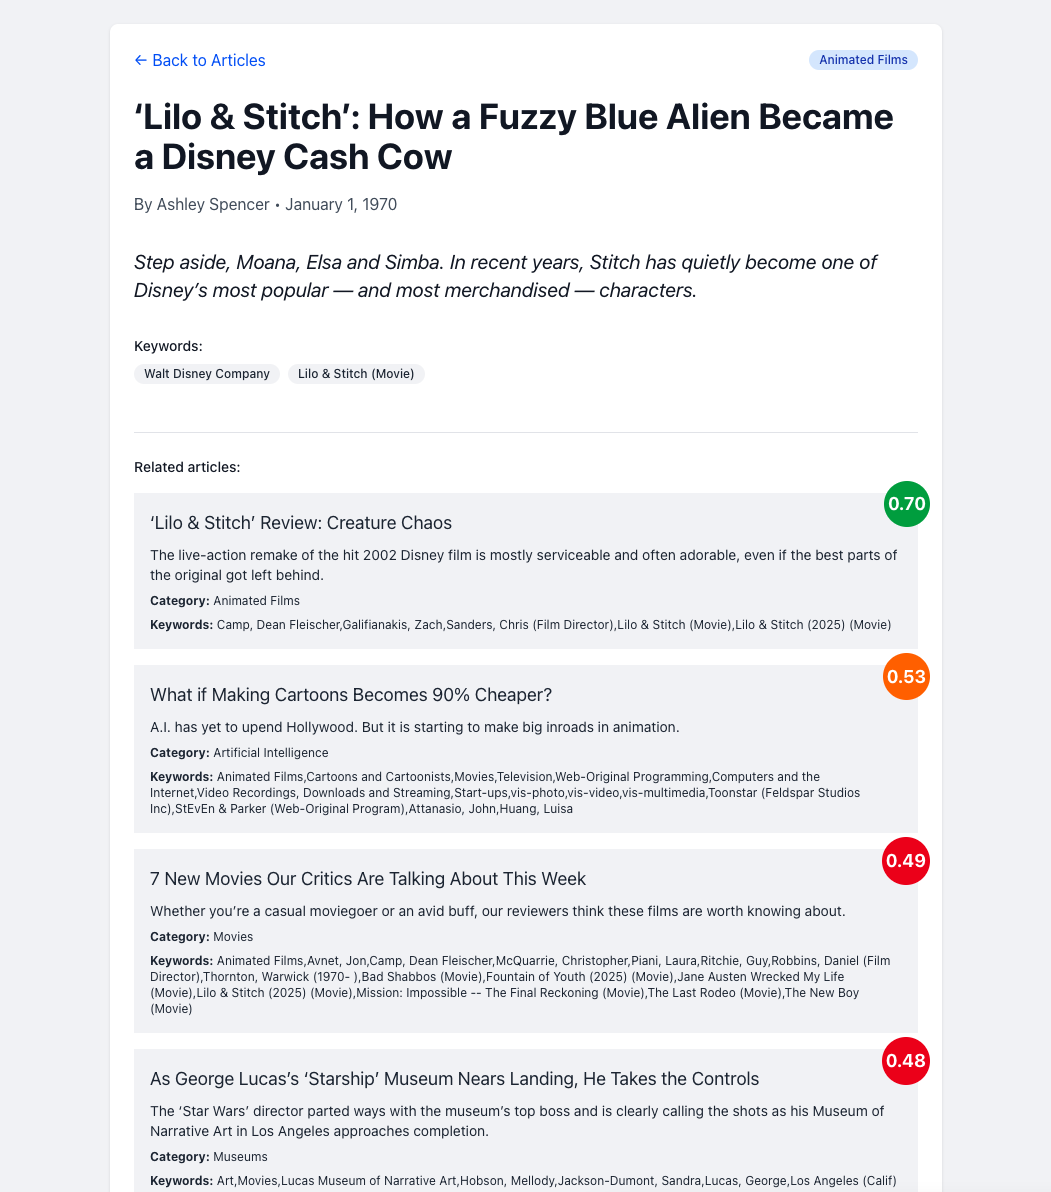 ← Back to Articles
Animated Films
‘Lilo & Stitch’: How a Fuzzy Blue Alien Became
a Disney Cash Cow
By Ashley Spencer • January 1, 1970
Step aside, Moana, Elsa and Simba. In recent years, Stitch has quietly become one of
Disney’s most popular — and most merchandised — characters.
Keywords:
Walt Disney Company
Lilo & Stitch (Movie)
Related articles:
0.70
‘Lilo & Stitch’ Review: Creature Chaos
The live-action remake of the hit 2002 Disney film is mostly serviceable and often adorable, even if the best parts of
the original got left behind.
Category: Animated Films
Keywords: Camp, Dean Fleischer,Galifianakis, Zach,Sanders, Chris (Film Director),Lilo & Stitch (Movie),Lilo & Stitch (2025) (Movie)
0.53
What if Making Cartoons Becomes 90% Cheaper?
A.I. has yet to upend Hollywood. But it is starting to make big inroads in animation.
Category: Artificial Intelligence
Keywords: Animated Films,Cartoons and Cartoonists,Movies,Television,Web-Original Programming,Computers and the
Internet,Video Recordings, Downloads and Streaming,Start-ups,vis-photo,vis-video,vis-multimedia,Toonstar (Feldspar Studios
Inc),StEvEn & Parker (Web-Original Program),Attanasio, John,Huang, Luisa
0.49
7 New Movies Our Critics Are Talking About This Week
Whether you’re a casual moviegoer or an avid buff, our reviewers think these films are worth knowing about.
Category: Movies
Keywords: Animated Films,Avnet, Jon,Camp, Dean Fleischer,McQuarrie, Christopher,Piani, Laura,Ritchie, Guy,Robbins, Daniel (Film
Director),Thornton, Warwick (1970- ),Bad Shabbos (Movie),Fountain of Youth (2025) (Movie),Jane Austen Wrecked My Life
(Movie),Lilo & Stitch (2025) (Movie),Mission: Impossible -- The Final Reckoning (Movie),The Last Rodeo (Movie),The New Boy
(Movie)
0.48
As George Lucas’s ‘Starship’ Museum Nears Landing, He Takes the Controls
The ‘Star Wars’ director parted ways with the museum’s top boss and is clearly calling the shots as his Museum of
Narrative Art in Los Angeles approaches completion.
Category: Museums
Keywords: Art,Movies,Lucas Museum of Narrative Art,Hobson, Mellody,Jackson-Dumont, Sandra,Lucas, George,Los Angeles (Calif)